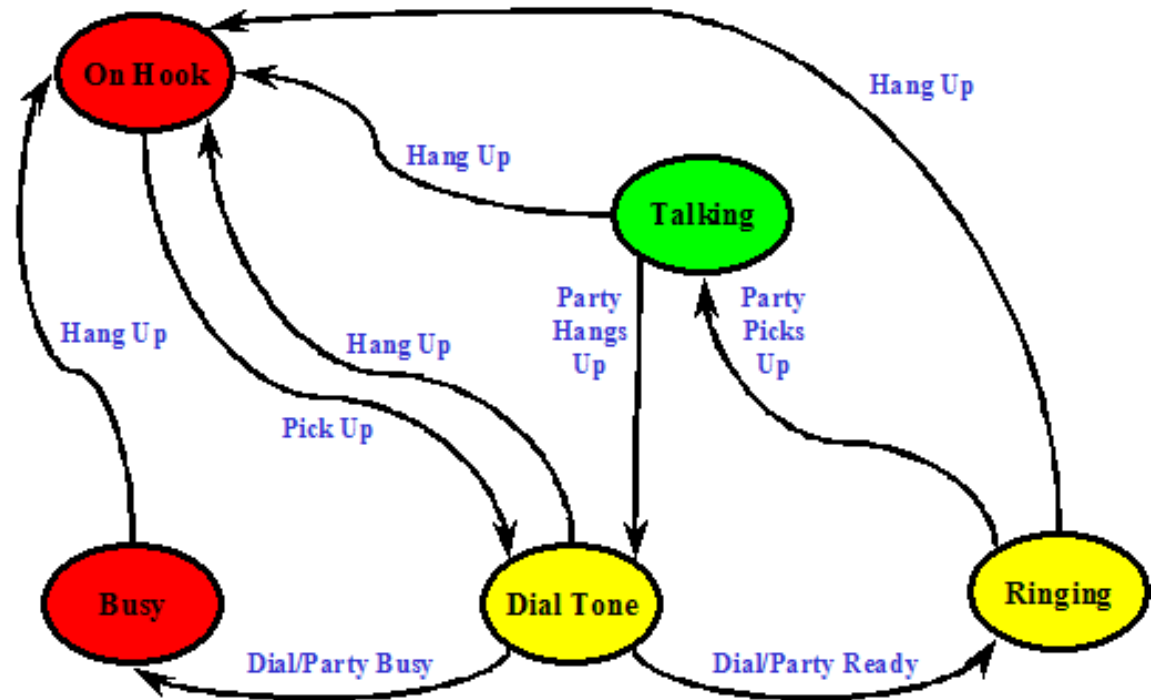 On Hook
Hang Up
Hang Up
Talking
Party
Hangs
Up
Party
Picks
Up
Hang Up
Hang Up
Pick Up
Busy
Dial Tone
Ringing
Dial/Party Busy
Dial/Party Ready